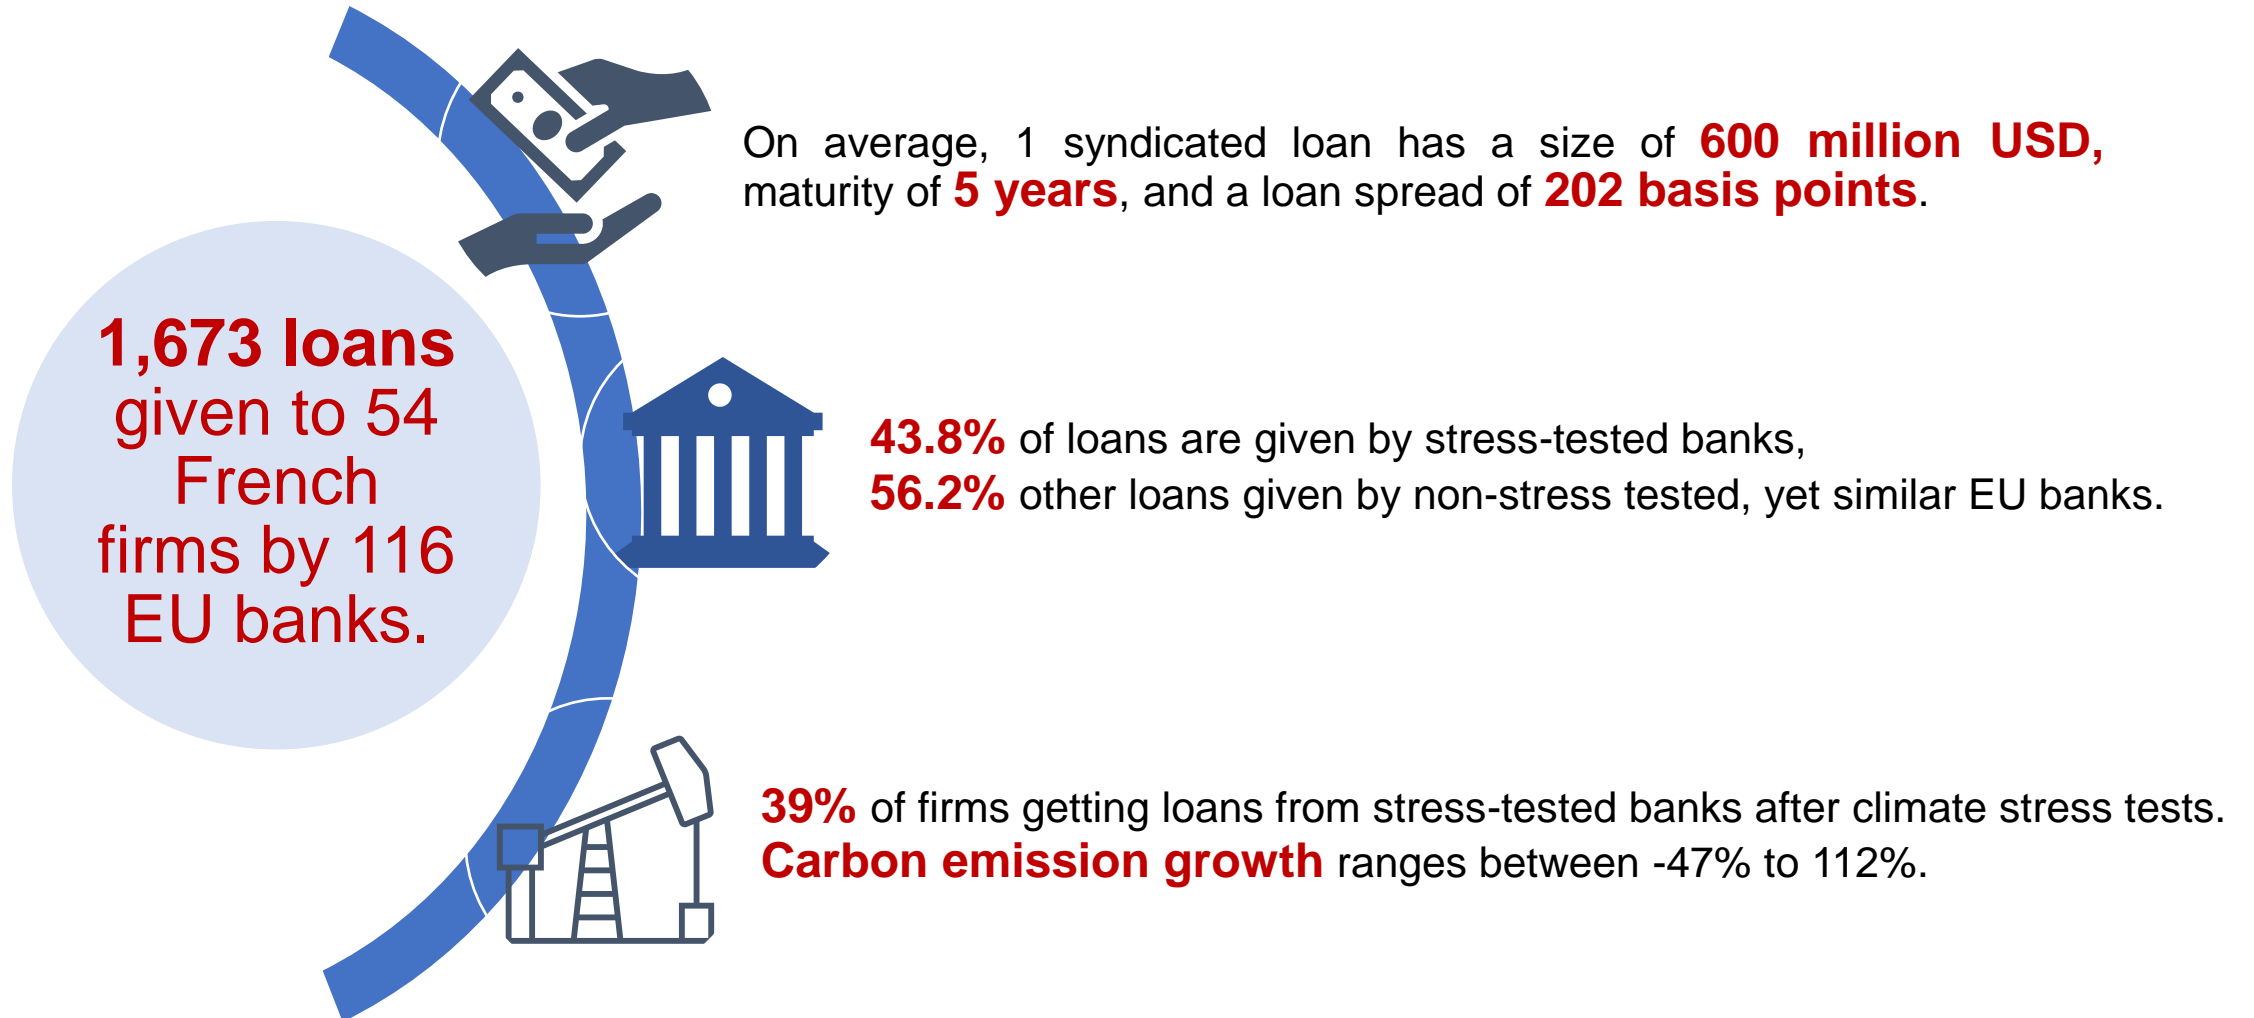 1,673 loans
given to 54
French
firms by 116
EU banks.
On average, 1 syndicated loan has a size of 600 million USD,
maturity of 5 years, and a loan spread of 202 basis points.
43.8% of loans are given by stress-tested banks,
56.2% other loans given by non-stress tested, yet similar EU banks.
39% of firms getting loans from stress-tested banks after climate stress tests.
Carbon emission growth ranges between -47% to 112%.